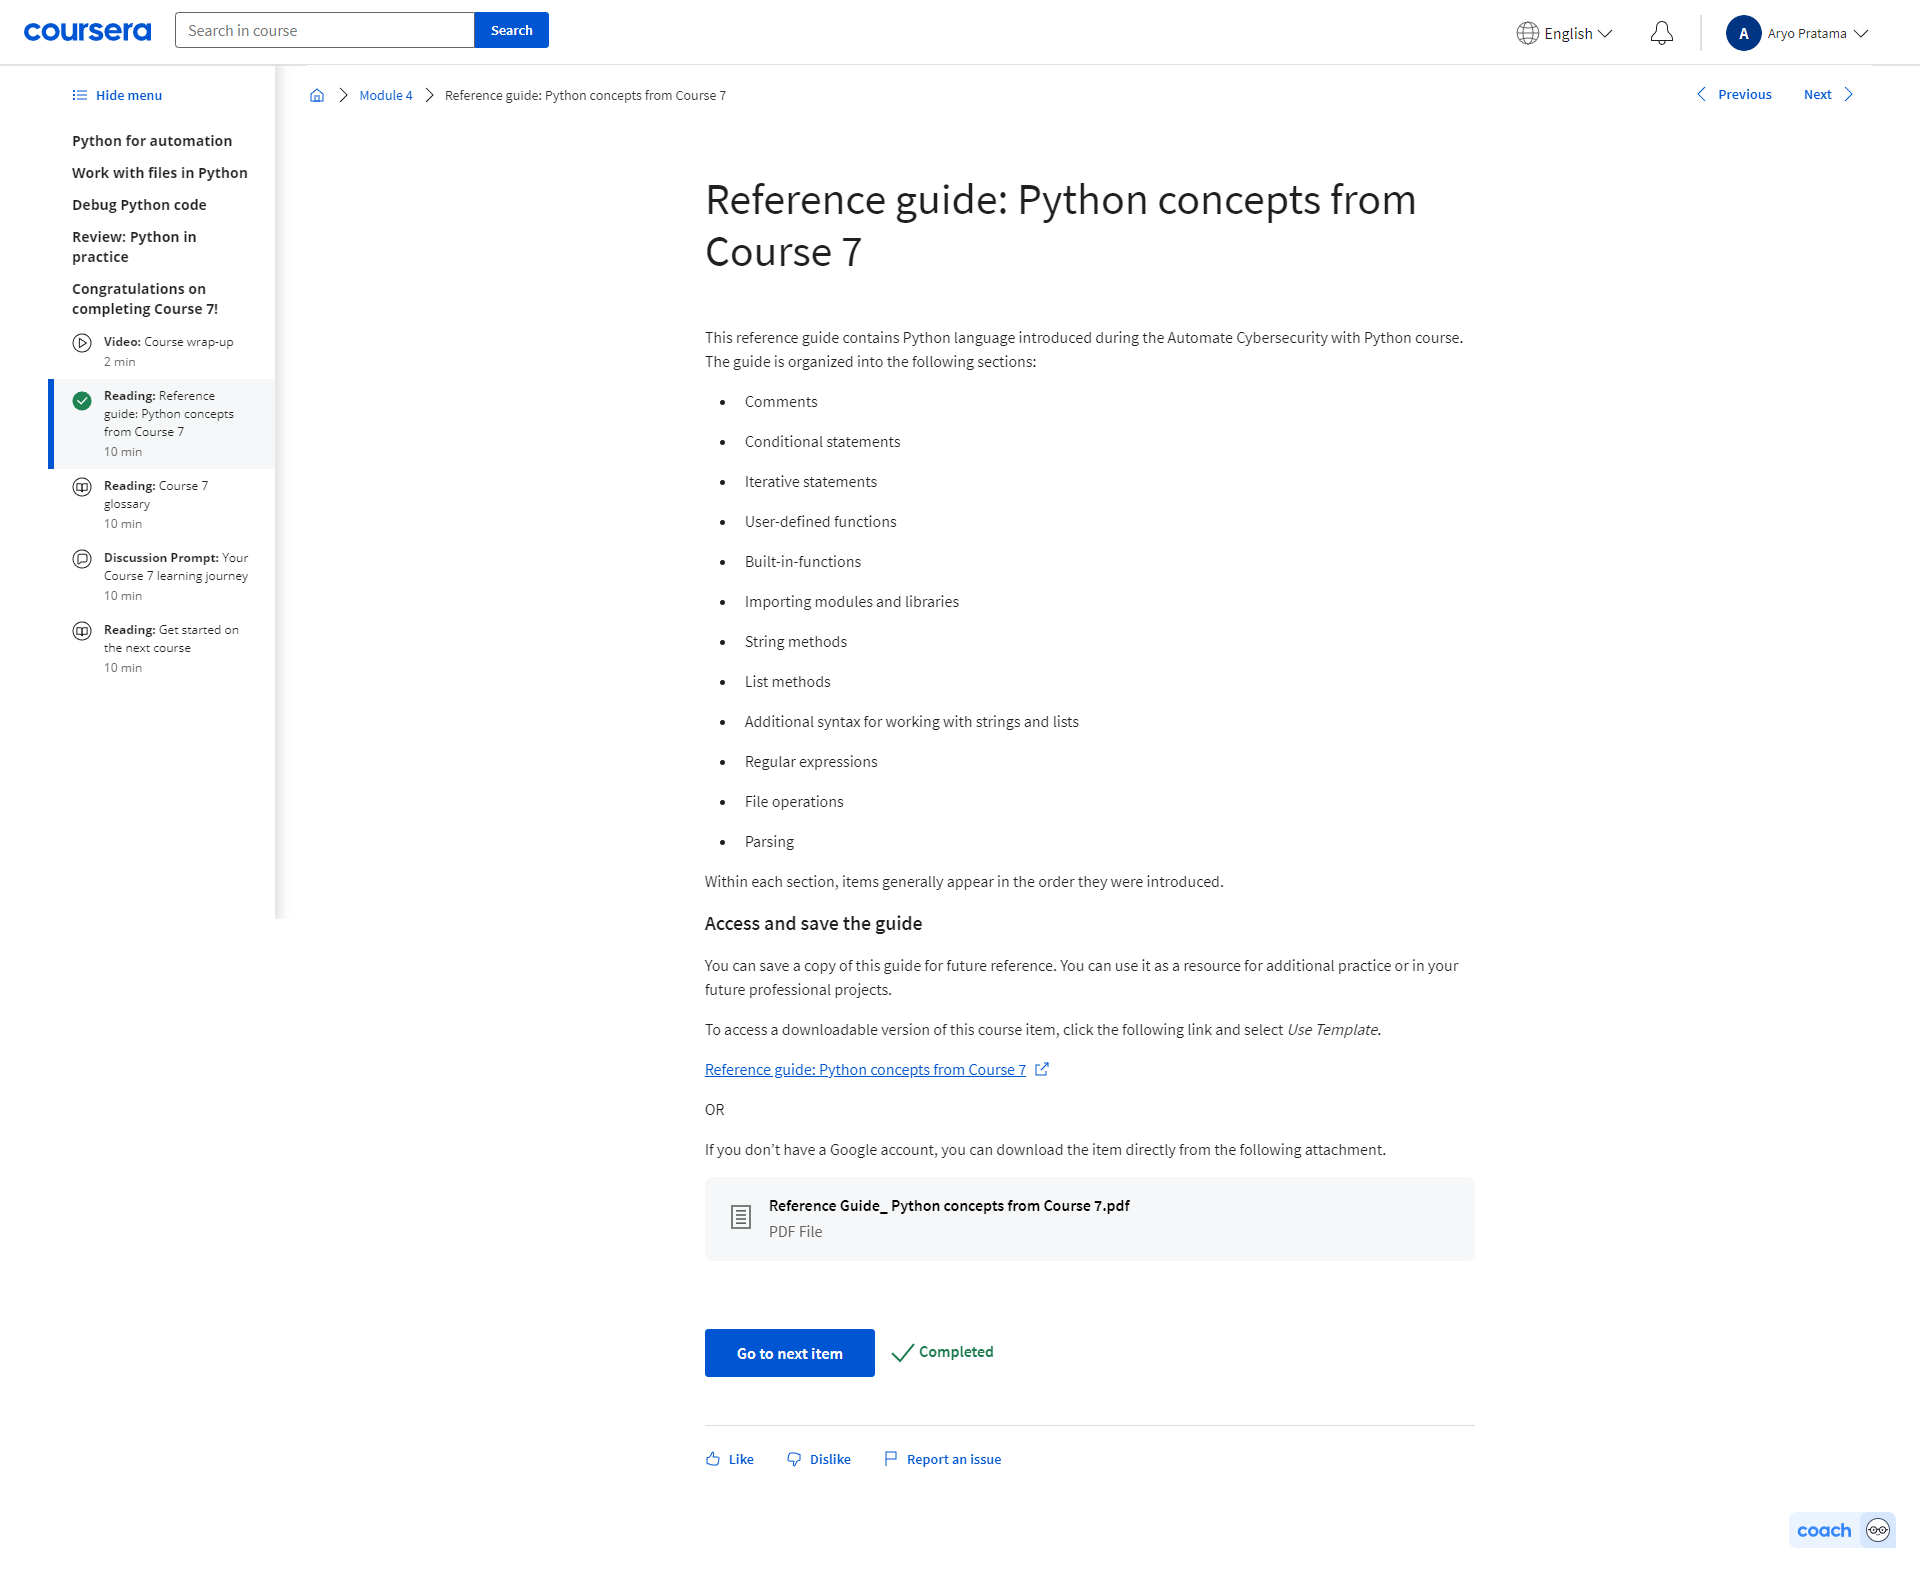 coursera
Search in course
Search
English
A
Aryo Pratama
Hide menu
Module 4
Reference guide: Python concepts from Course 7
Previous
Next
Python for automation
Work with files in Python
Debug Python code
Review: Python in
practice
Congratulations on
completing Course 7!
Video: Course wrap-up
2 min
Reading: Reference
guide: Python concepts
from Course 7
10 min
Reading: Course 7
glossary
10 min
Discussion Prompt: Your
Course 7 learning journey
10 min
Reading: Get started on
the next course
10 min
Reference guide: Python concepts from
Course 7
This reference guide contains Python language introduced during the Automate Cybersecurity with Python course.
The guide is organized into the following sections:
• Comments
• Conditional statements
• Iterative statements
• User-defined functions
• Built-in-functions
• Importing modules and libraries
• String methods
• List methods
• Additional syntax for working with strings and lists
• Regular expressions
• File operations
• Parsing
Within each section, items generally appear in the order they were introduced.
Access and save the guide
You can save a copy of this guide for future reference. You can use it as a resource for additional practice or in your
future professional projects.
To access a downloadable version of this course item, click the following link and select Use Template.
Reference guide: Python concepts from Course 7
OR
If you don’t have a Google account, you can download the item directly from the following attachment.
Reference Guide_ Python concepts from Course 7.pdf
PDF File
Go to next item
Completed
Like
Dislike
Report an issue
coach